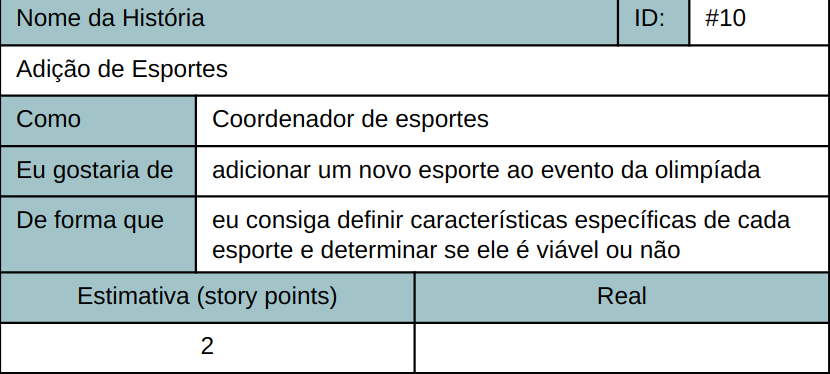 Nome da História ID: #10
Adição de Esportes
Como Coordenador de esportes
Eu gostaria de adicionar um novo esporte ao evento da olimpíada
De forma que eu consiga definir características específicas de cada
esporte e determinar se ele é viável ou não
Estimativa (story points) Real
2